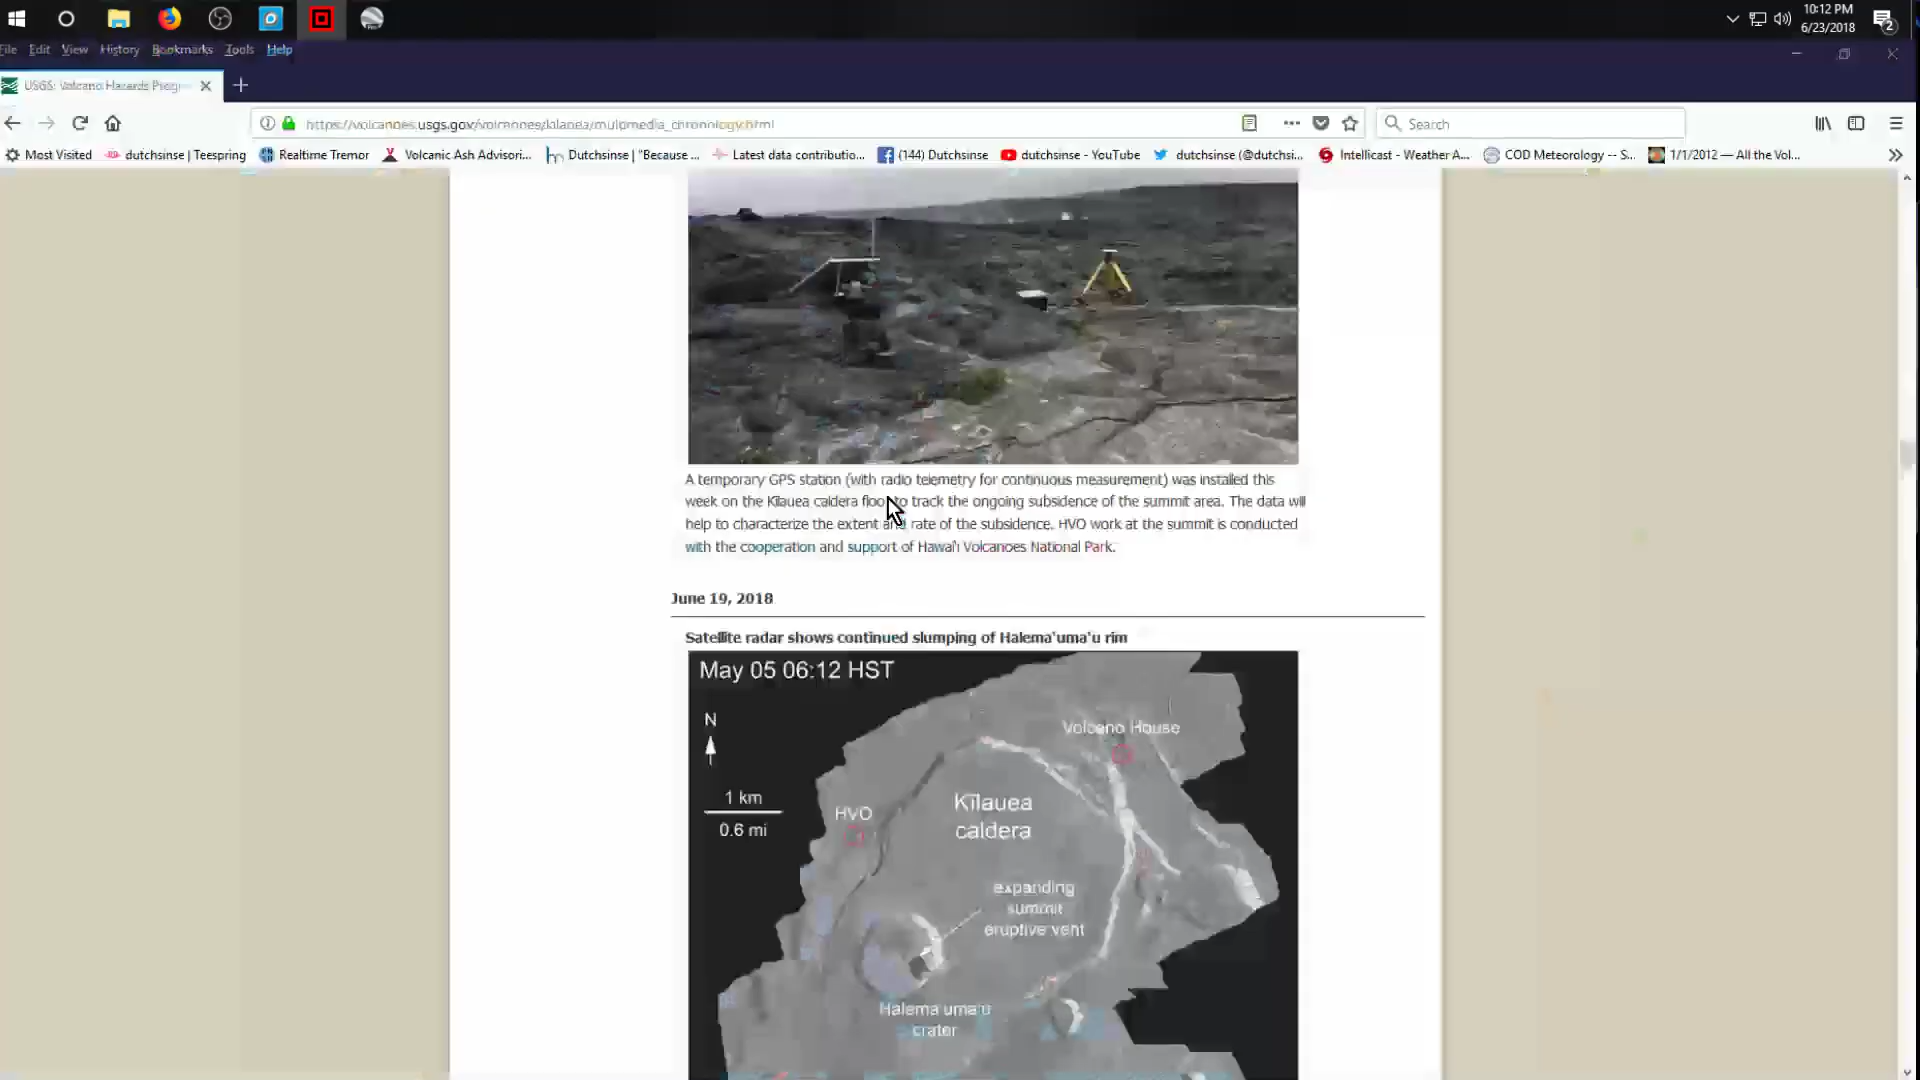 10:12 PM
6/23/2018
2
File Edit View History Bookmarks Tools Help
USGS: Volcano Hazards Progr
https://volcanoes.usgs.gov/volcanoes/kilauea/multimedia_chronology.html
Search
Most Visited
dutchsinse | Teespring
Realtime Tremor
Volcanic Ash Advisori...
Dutchsinse | "Because ...
Latest data contributio...
(144) Dutchsinse
dutchsinse - YouTube
dutchsinse (@dutchsi...
Intellicast - Weather A...
COD Meteorology -- S...
1/1/2012 — All the Vol...
A temporary GPS station (with radio telemetry for continuous measurement) was installed this
week on the Kīlauea caldera floor to track the ongoing subsidence of the summit area. The data will
help to characterize the extent and rate of the subsidence. HVO work at the summit is conducted
with the cooperation and support of Hawai'i Volcanoes National Park.
June 19, 2018
Satellite radar shows continued slumping of Halema'uma'u rim
May 05 06:12 HST
N
Volcano House
1 km
0.6 mi
HVO
Kīlauea
caldera
expanding
summit
eruptive vent
Halema'uma'u
crater